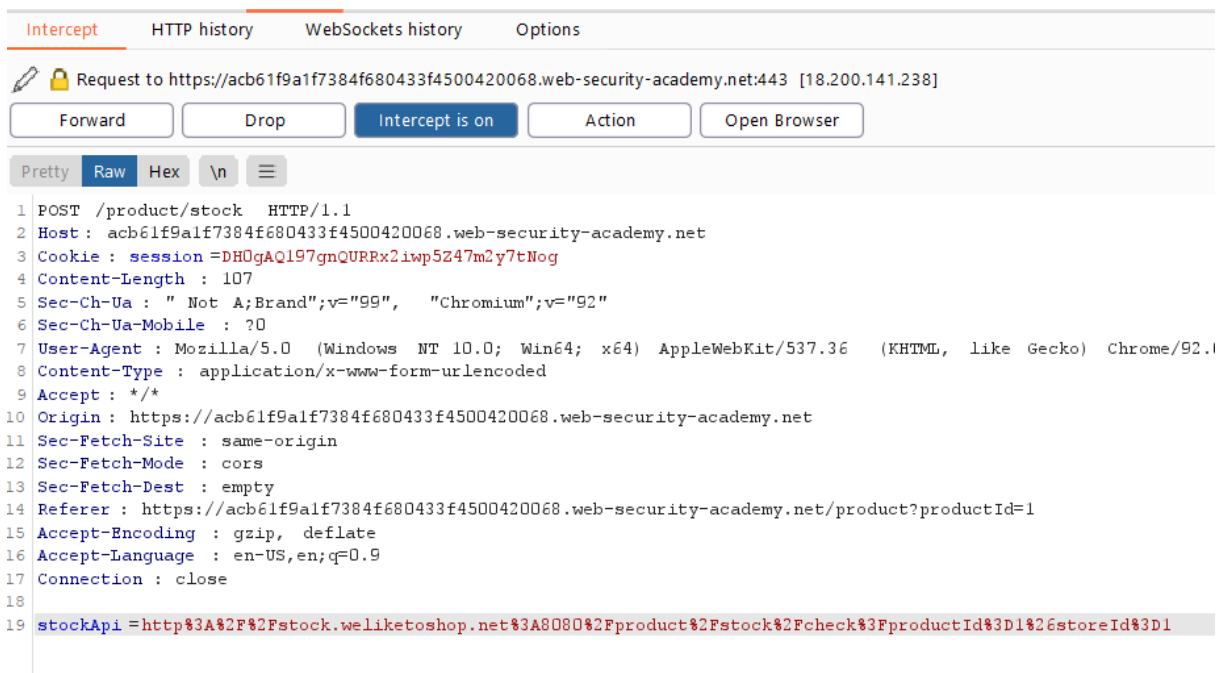 Intercept HTTP history WebSockets history Options
Request to https://acb61f9a1f7384f680433f4500420068.web-security-academy.net:443 [18.200.141.238]
Forward Drop Intercept is on Action Open Browser
Pretty Raw Hex \n
1 POST /product/stock HTTP/1.1
2 Host: acb61f9a1f7384f680433f4500420068.web-security-academy.net
3 Cookie: session=DH0gAQ197gnQURRx2iwp5Z47m2y7tNog
4 Content-Length: 107
5 Sec-Ch-Ua: " Not A;Brand";v="99", "Chromium";v="92"
6 Sec-Ch-Ua-Mobile: ?0
7 User-Agent: Mozilla/5.0 (Windows NT 10.0; Win64; x64) AppleWebKit/537.36 (KHTML, like Gecko) Chrome/92.
8 Content-Type: application/x-www-form-urlencoded
9 Accept: */*
10 Origin: https://acb61f9a1f7384f680433f4500420068.web-security-academy.net
11 Sec-Fetch-Site: same-origin
12 Sec-Fetch-Mode: cors
13 Sec-Fetch-Dest: empty
14 Referer: https://acb61f9a1f7384f680433f4500420068.web-security-academy.net/product?productId=1
15 Accept-Encoding: gzip, deflate
16 Accept-Language: en-US,en;q=0.9
17 Connection: close
18
19 stockApi=http%3A%2F%2Fstock.weliketoshop.net%3A8080%2Fproduct%2Fstock%2Fcheck%3FproductId%3D1%26storeId%3D1